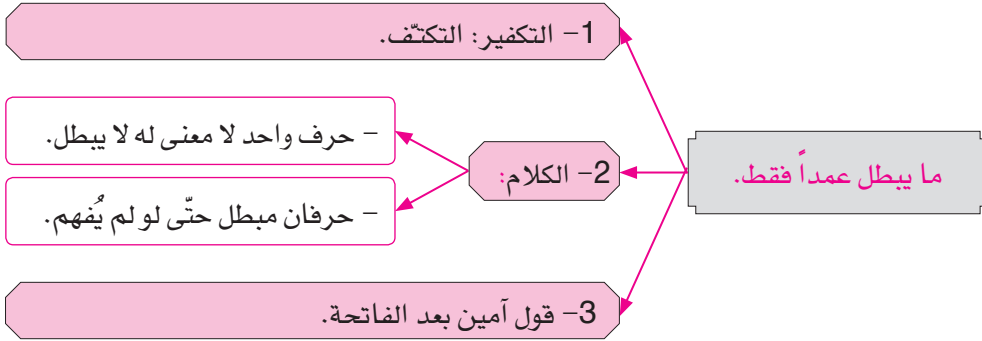 ما يبطل عمداً فقط.
1- التكفير: التكتّف.
2- الكلام:
- حرف واحد لا معنى له لا يبطل.
- حرفان مبطل حتّى لو لم يُفهم.
3- قول آمين بعد الفاتحة.